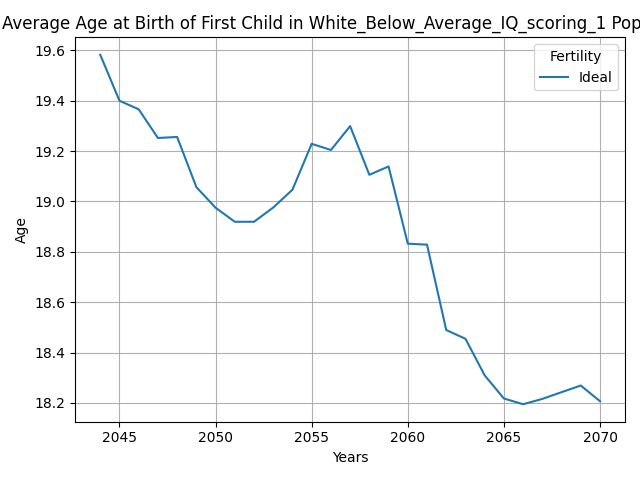 Average Age at Birth of First Child in White_Below_Average_IQ_scoring_1 Pop
Fertility
Ideal
19.6
19.4
19.2
19.0
18.8
18.6
18.4
18.2
Age
2045 2050 2055 2060 2065 2070
Years